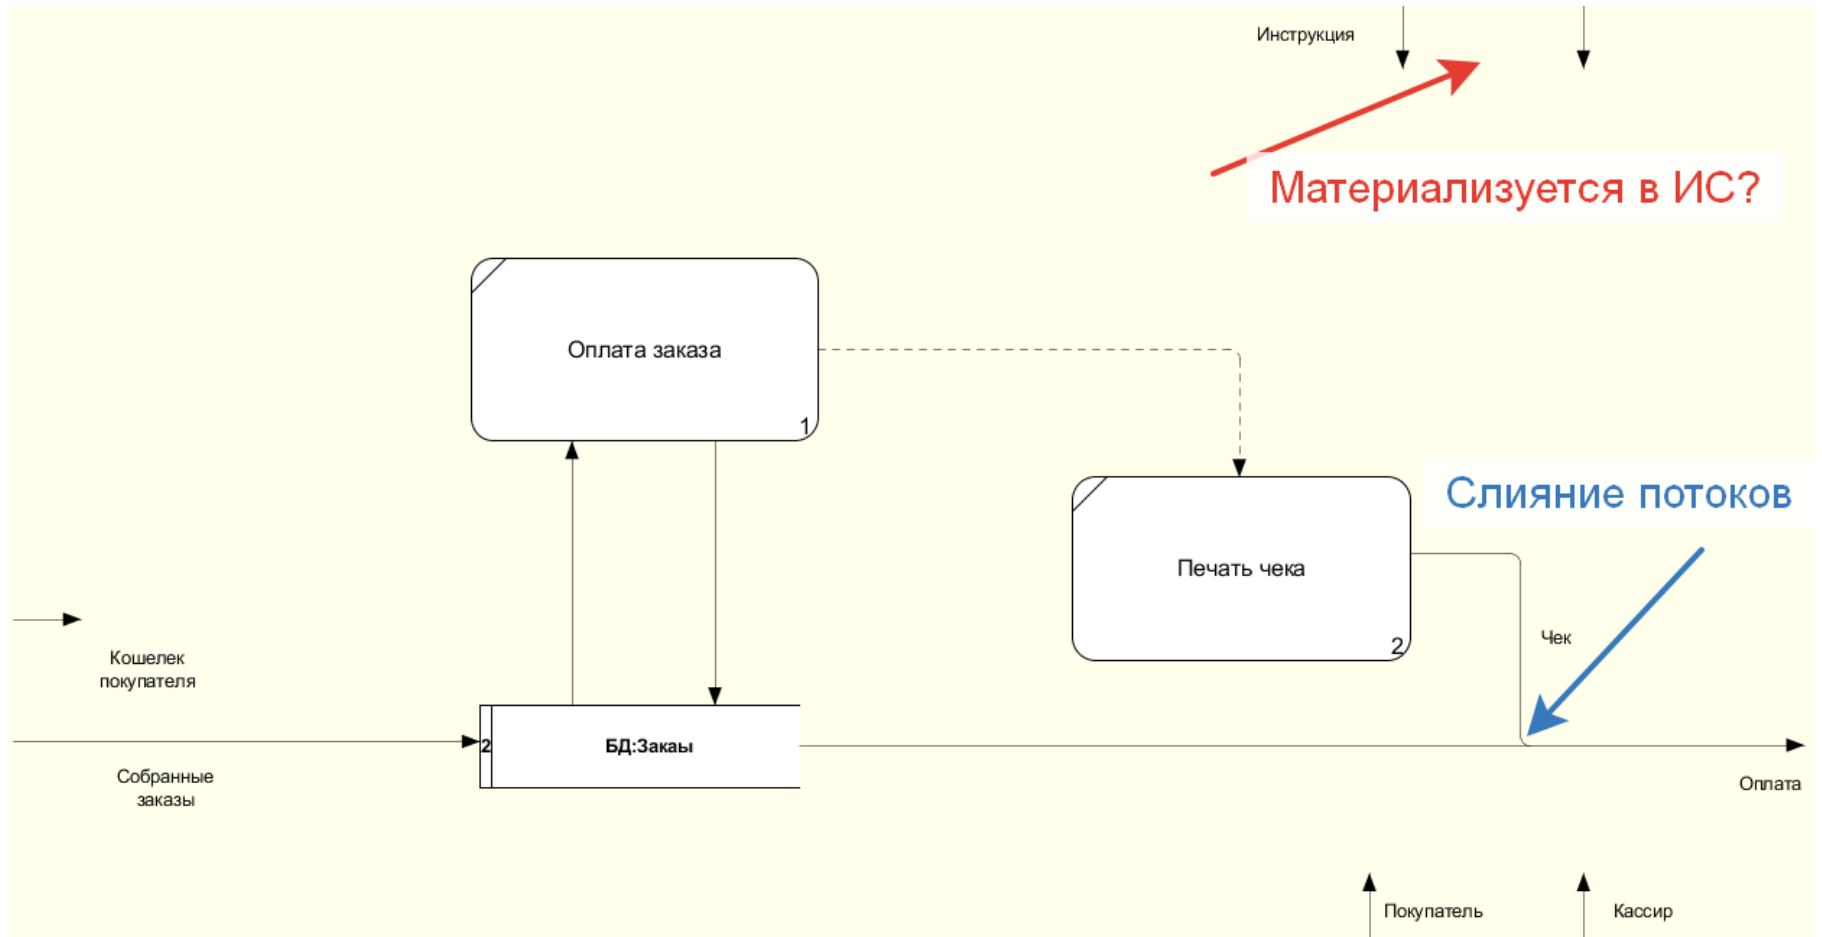 Инструкция
Материализуется в ИС?
Оплата заказа
1
Слияние потоков
Печать чека
2
Чек
Кошелек
покупателя
2
БД:Закаы
Собранные
заказы
Оплата
Покупатель
Кассир